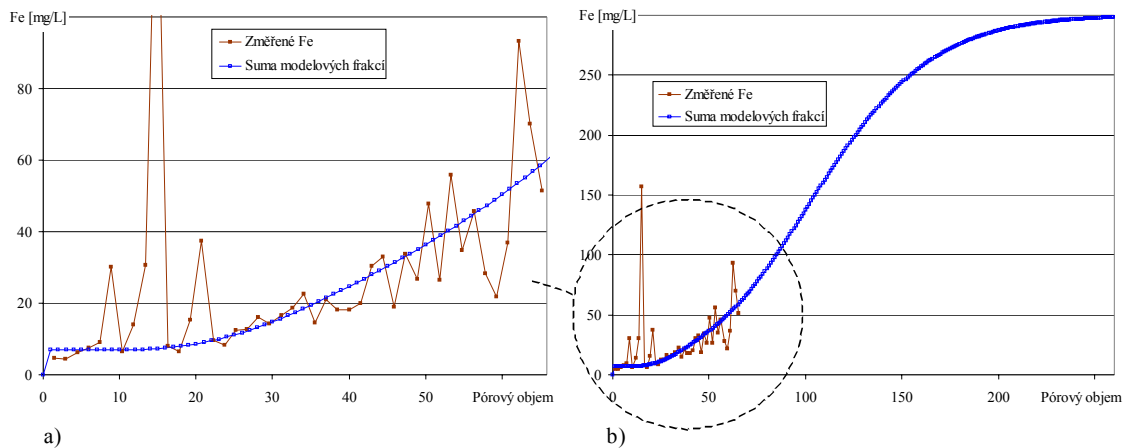 Fe [mg/L]
80
60
40
20
0
Změřené Fe
Suma modelových frakcí
0 10 20 30 40 50 Pórový objem
a)
Fe [mg/L]
250
200
150
100
50
0
Změřené Fe
Suma modelových frakcí
0 50 100 150 200 Pórový objem
b)